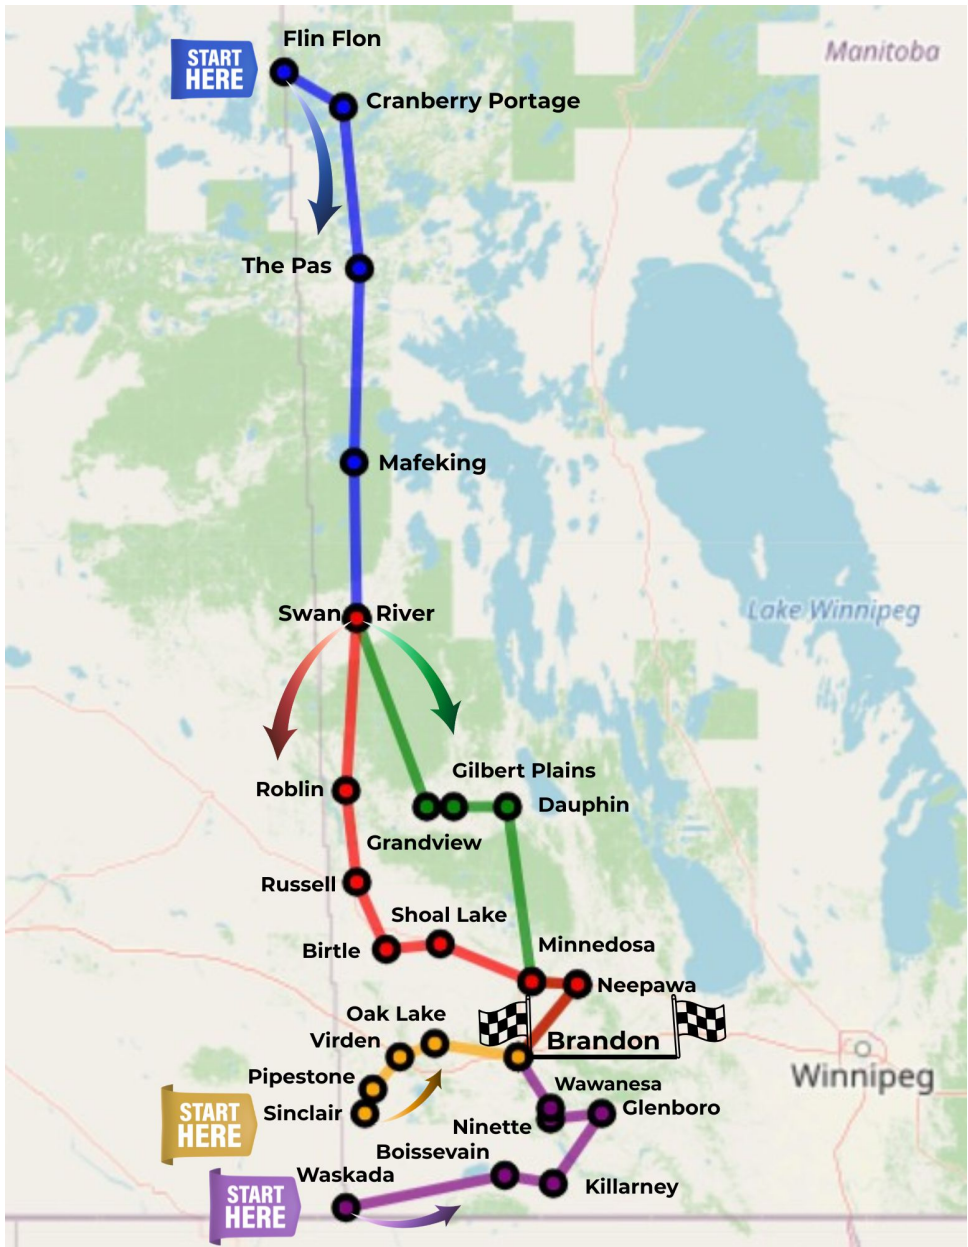 Flin Flon
Manitoba
START
HERE
Cranberry Portage
The Pas
Mafeking
Swan River
Lake Winnipeg
Gilbert Plains
Roblin
Dauphin
Grandview
Russell
Shoal Lake
Birtle
Minnedosa
Neepawa
Oak Lake
Virden
Brandon
Winnipeg
Pipestone
Wawanesa
Sinclair
Glenboro
START
HERE
Ninette
Boissevain
Waskada
Killarney
START
HERE